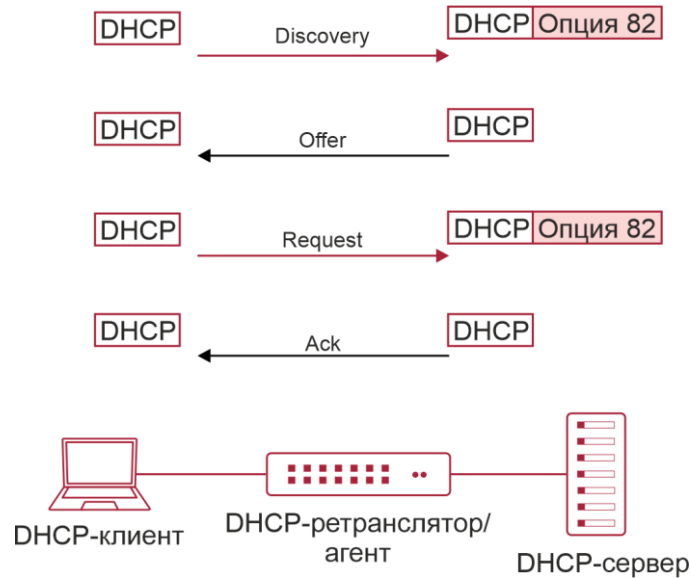 DHCP Discovery DHCP Опция 82
DHCP Offer DHCP
DHCP Request DHCP Опция 82
DHCP Ack DHCP
DHCP-клиент
DHCP-ретранслятор/
агент
DHCP-сервер